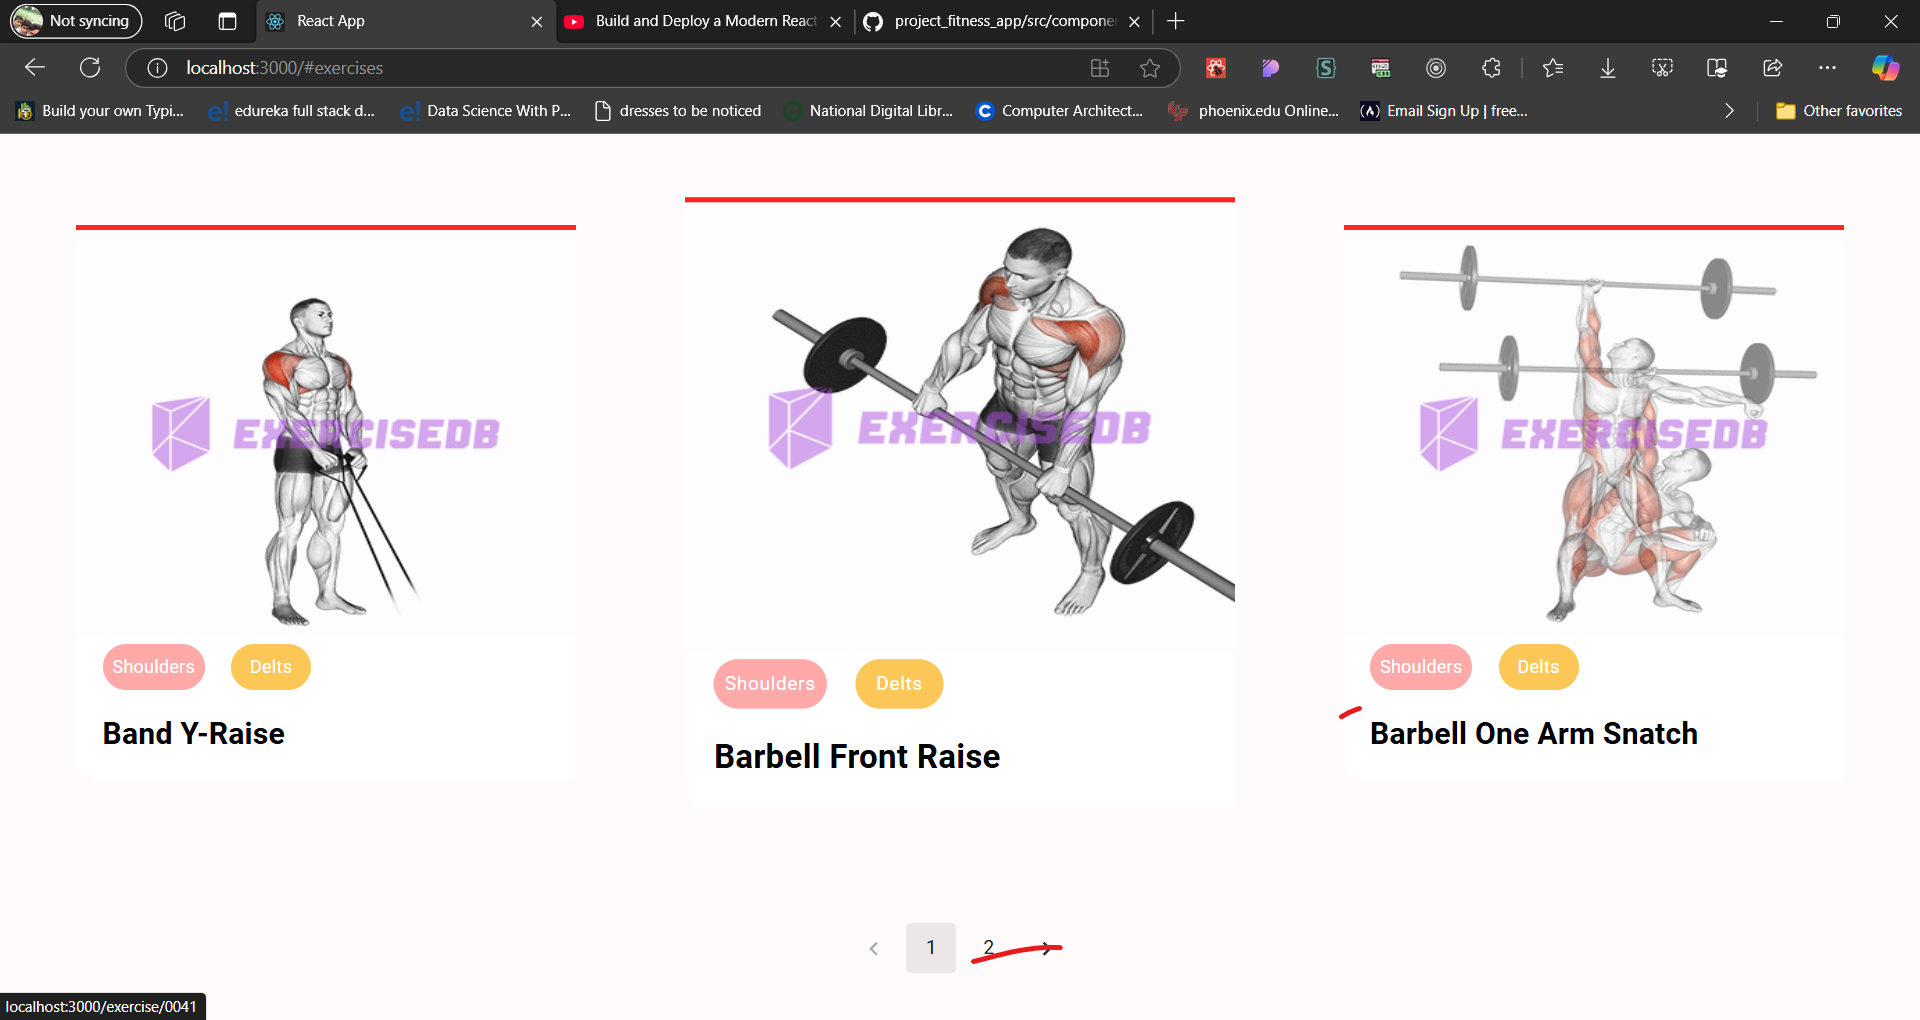 Not syncing
React App
Build and Deploy a Modern React
project_fitness_app/src/compone
localhost:3000/#exercises
Build your own Typi...
edureka full stack d...
Data Science With P...
dresses to be noticed
National Digital Libr...
Computer Architect...
phoenix.edu Online...
Email Sign Up | free...
Other favorites
EXERCISEDB
EXERCISEDB
EXERCISEDB
Shoulders Delts
Band Y-Raise
Shoulders Delts
Barbell Front Raise
Shoulders Delts
Barbell One Arm Snatch
1 2
localhost:3000/exercise/0041